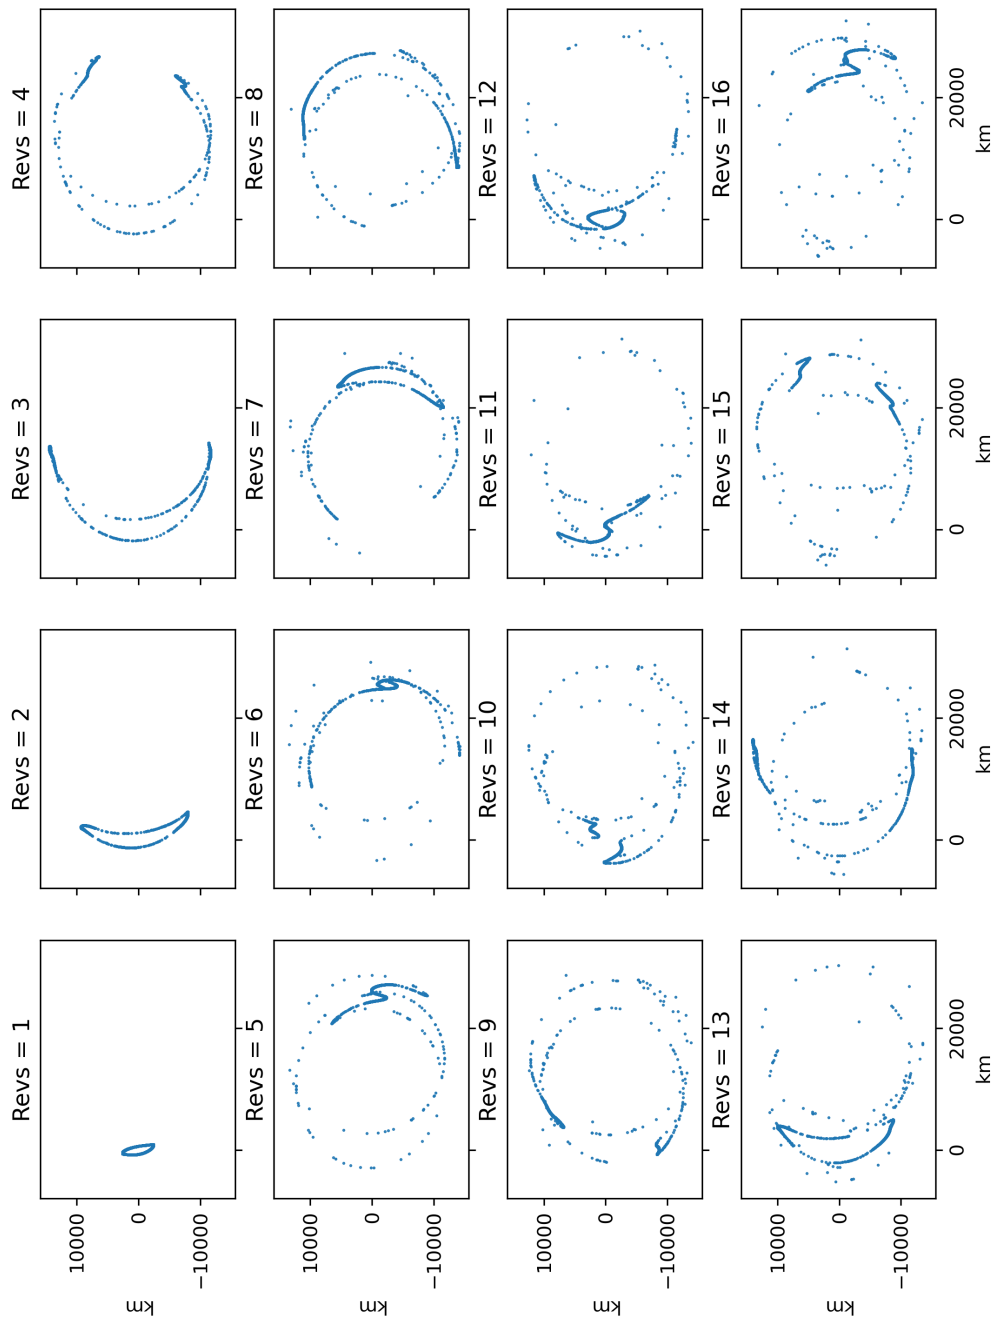 Revs = 1
Revs = 2
Revs = 3
Revs = 4
10000
0
−10000
km
Revs = 5
Revs = 6
Revs = 7
Revs = 8
10000
0
−10000
km
Revs = 9
Revs = 10
Revs = 11
Revs = 12
10000
0
−10000
km
Revs = 13
Revs = 14
Revs = 15
Revs = 16
10000
0
−10000
km
0 20000
km
0 20000
km
0 20000
km
0 20000
km